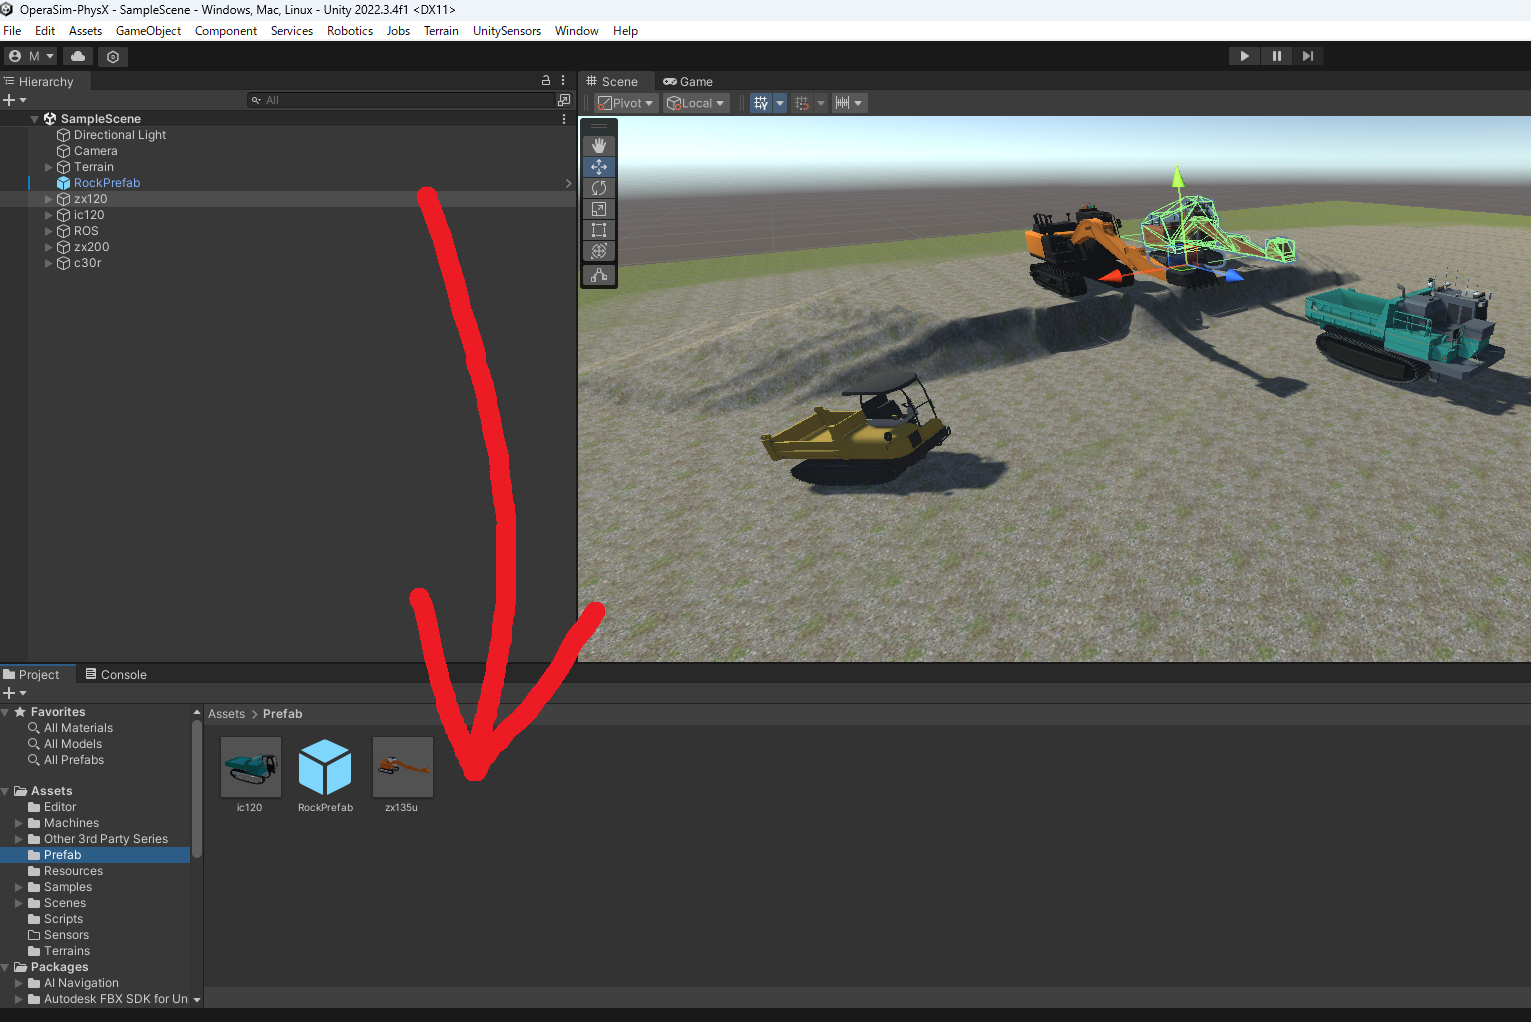 OperaSim-PhysX - SampleScene - Windows, Mac, Linux - Unity 2022.3.4f1 <DX11>
File Edit Assets GameObject Component Services Robotics Jobs Terrain UnitySensors Window Help
M
Hierarchy
All
SampleScene
Directional Light
Camera
Terrain
RockPrefab
zx120
ic120
ROS
zx200
c30r
Scene Game
Pivot Local
Project Console
Favorites
All Materials
All Models
All Prefabs
Assets
Editor
Machines
Other 3rd Party Series
Prefab
Resources
Samples
Scenes
Scripts
Sensors
Terrains
Packages
AI Navigation
Autodesk FBX SDK for Un
Assets > Prefab
ic120 RockPrefab zx135u